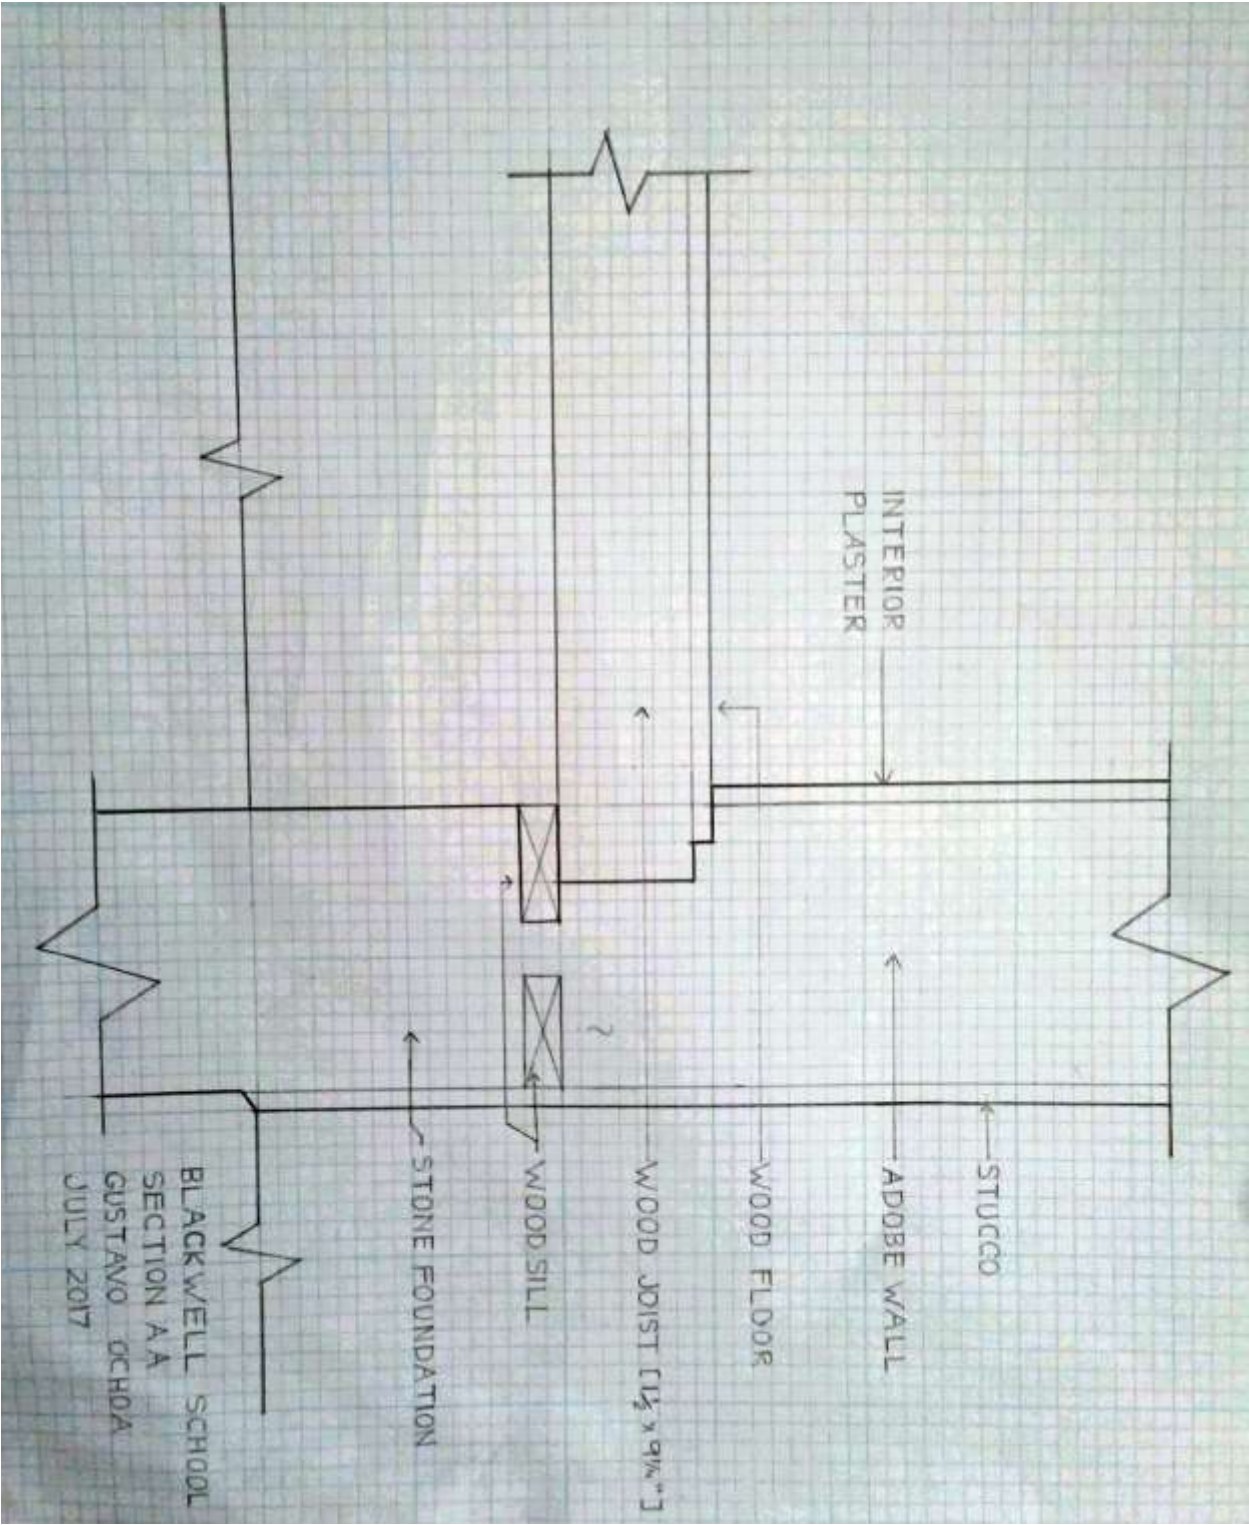 INTERIOR
PLASTER
STUCCO
ADOBE WALL
WOOD FLOOR
WOOD JOIST [1½ x 9¼"]
WOOD SILL
?
STONE FOUNDATION
BLACKWELL SCHOOL
SECTION AA
GUSTAVO OCHOA
JULY 2017